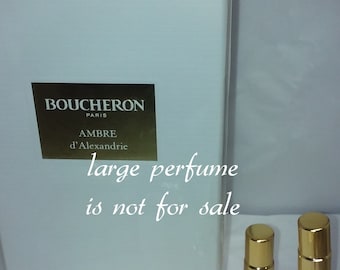 BOUCHERON
PARIS
AMBRE
d'Alexandrie
large perfume
is not for sale